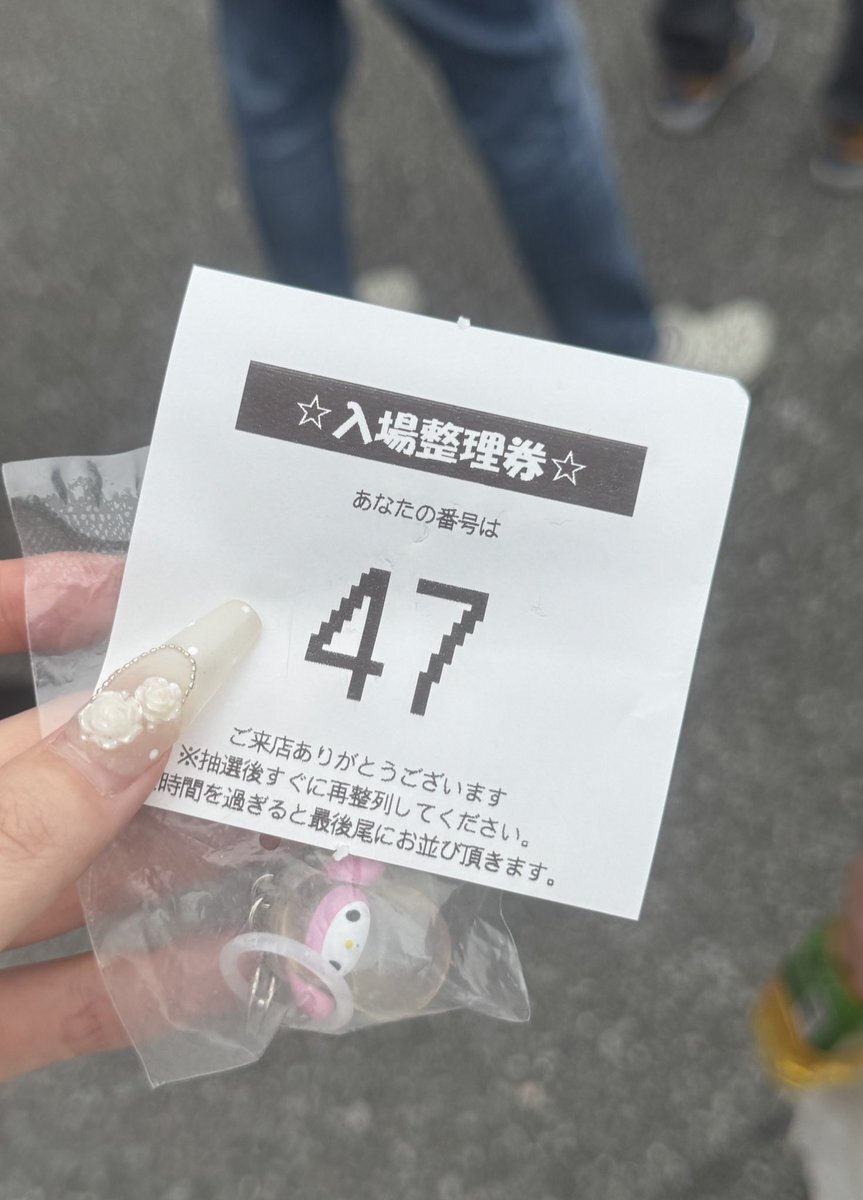 ☆入場整理券☆
あなたの番号は
47
ご来店ありがとうございます
※抽選後すぐに再整列してください。
時間を過ぎると最後尾にお並び頂きます。